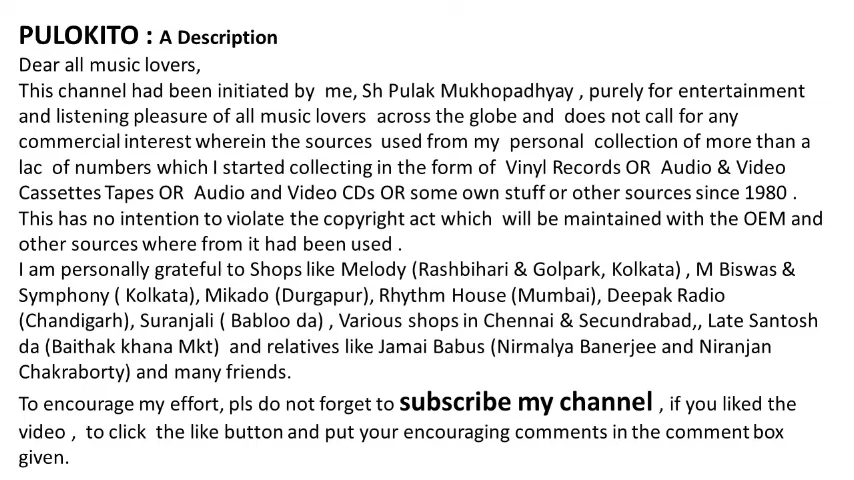 PULOKITO : A Description
Dear all music lovers,
This channel had been initiated by  me, Sh Pulak Mukhopadhyay , purely for entertainment
and listening pleasure of all music lovers  across the globe and  does not call for any
commercial interest wherein the sources  used from my  personal  collection of more than a
lac  of numbers which I started collecting in the form of  Vinyl Records OR  Audio & Video
Cassettes Tapes OR  Audio and Video CDs OR some own stuff or other sources since 1980 .
This has no intention to violate the copyright act which  will be maintained with the OEM and
other sources where from it had been used .
I am personally grateful to Shops like Melody (Rashbihari & Golpark, Kolkata) , M Biswas &
Symphony ( Kolkata), Mikado (Durgapur), Rhythm House (Mumbai), Deepak Radio
(Chandigarh), Suranjali ( Babloo da) , Various shops in Chennai & Secundrabad,, Late Santosh
da (Baithak khana Mkt)  and relatives like Jamai Babus (Nirmalya Banerjee and Niranjan
Chakraborty) and many friends.
To encourage my effort, pls do not forget to subscribe my channel , if you liked the
video ,  to click  the like button and put your encouraging comments in the comment box
given.